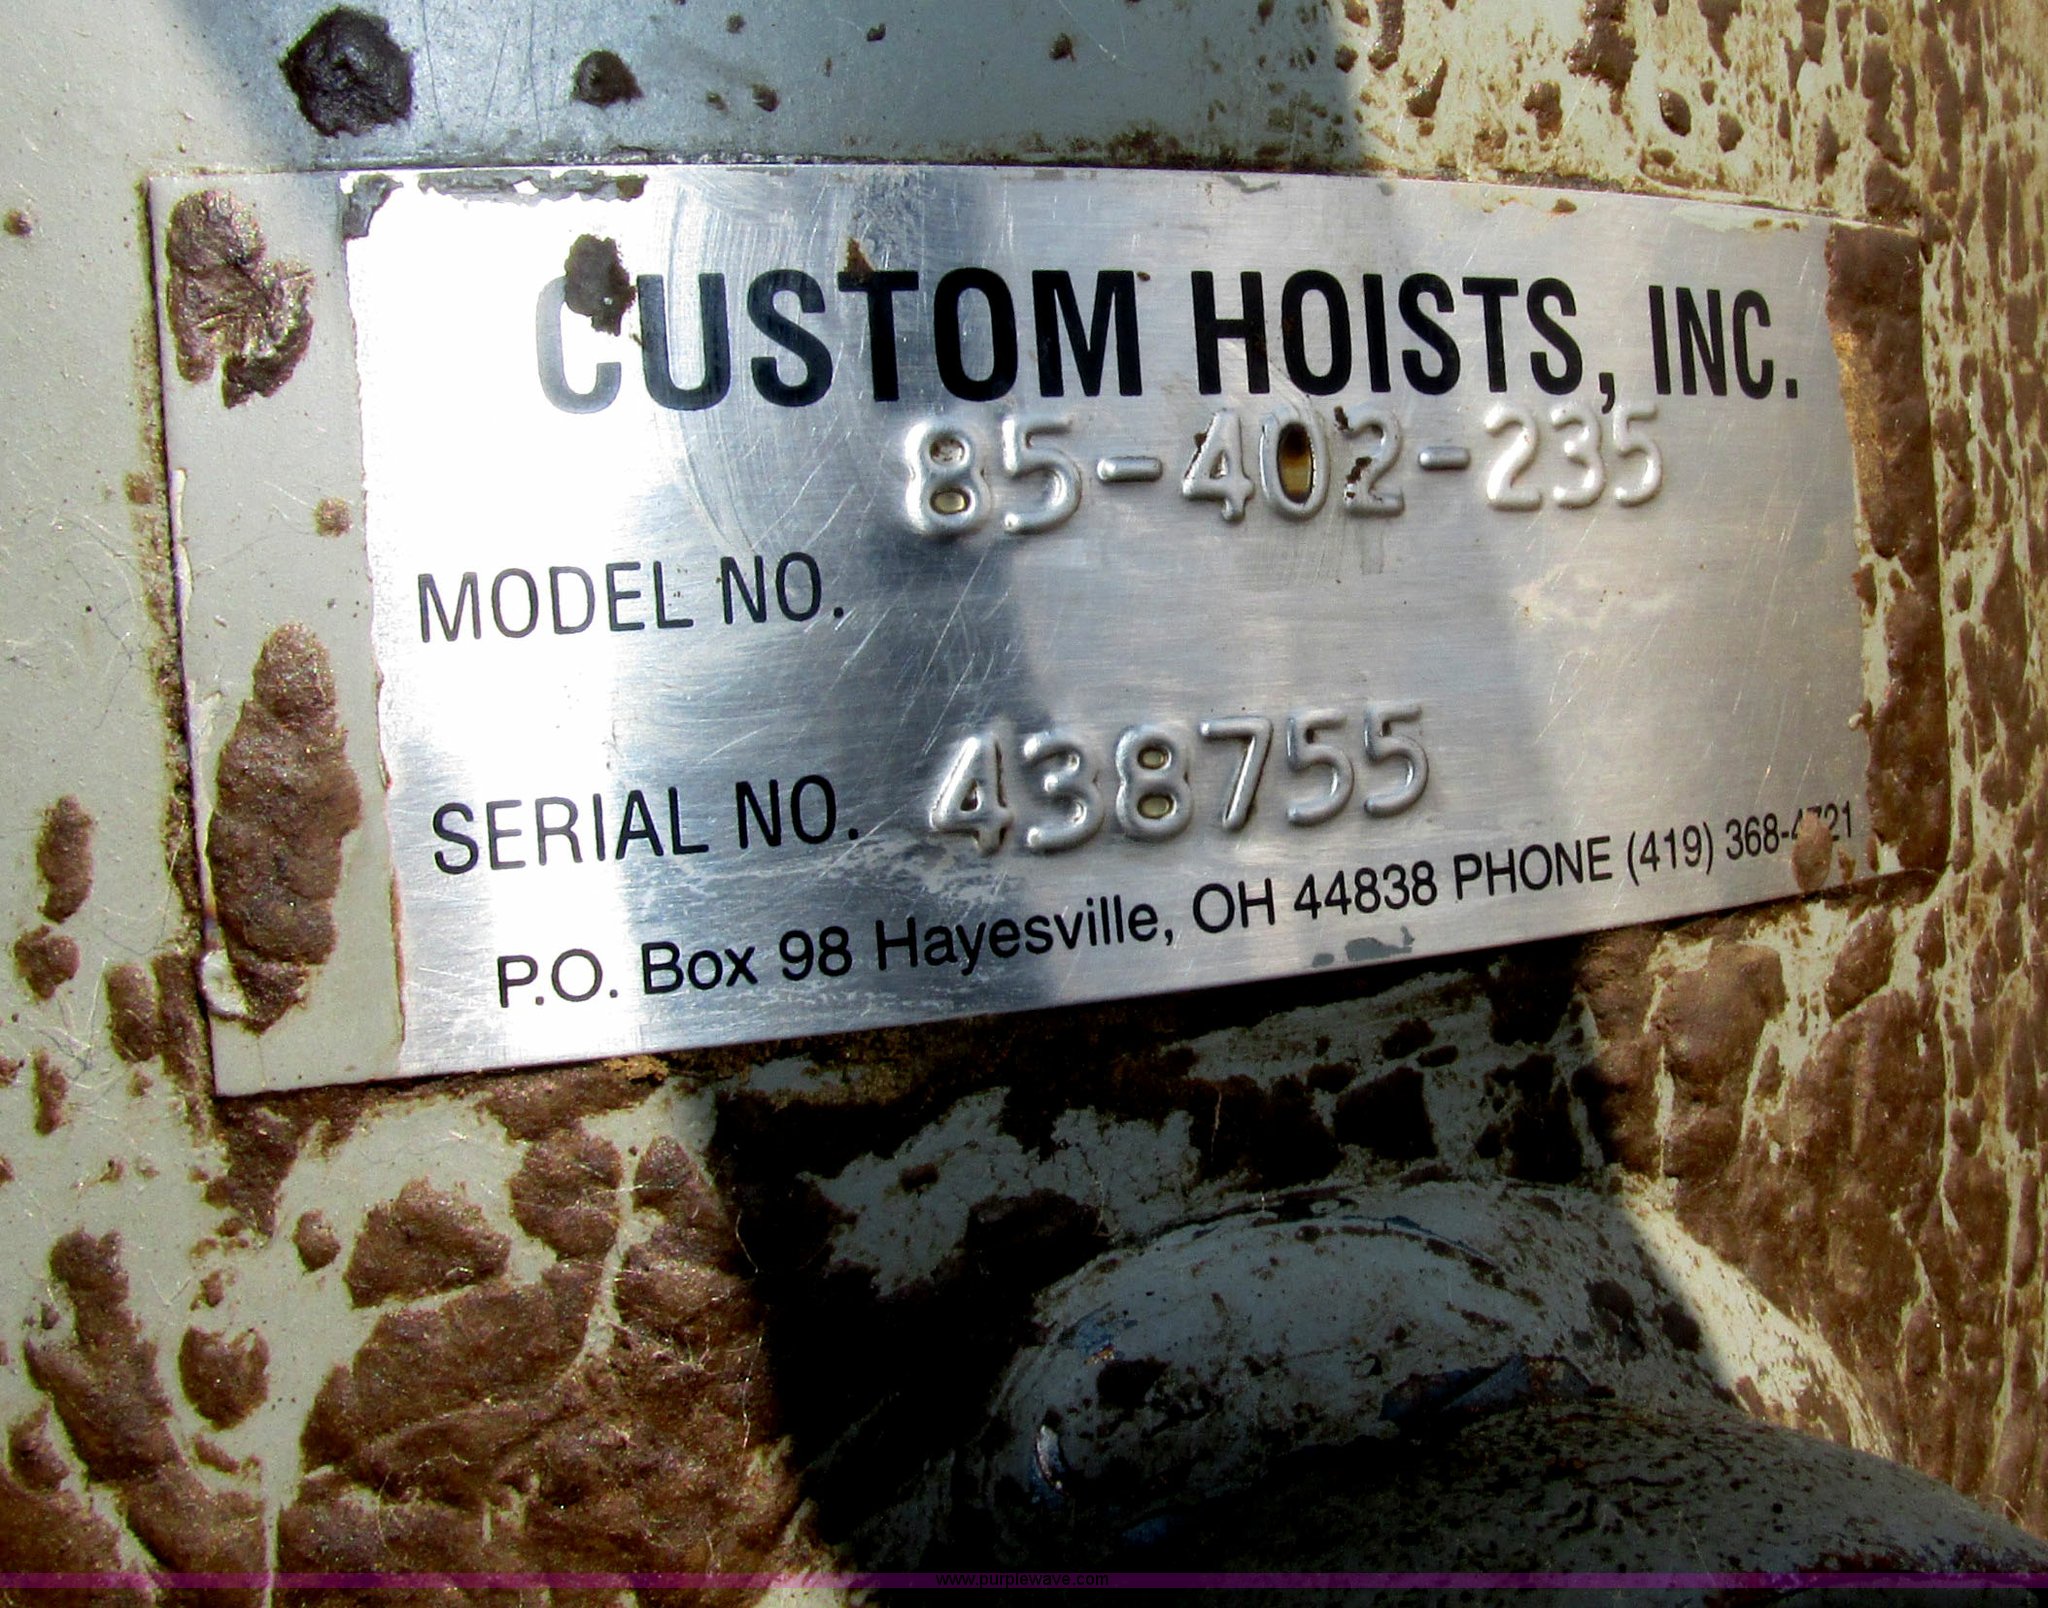 CUSTOM HOISTS, INC.
85-402-235
MODEL NO.
SERIAL NO. 438755
P.O. Box 98 Hayesville, OH 44838 PHONE (419) 368-4721
www.purplewave.com